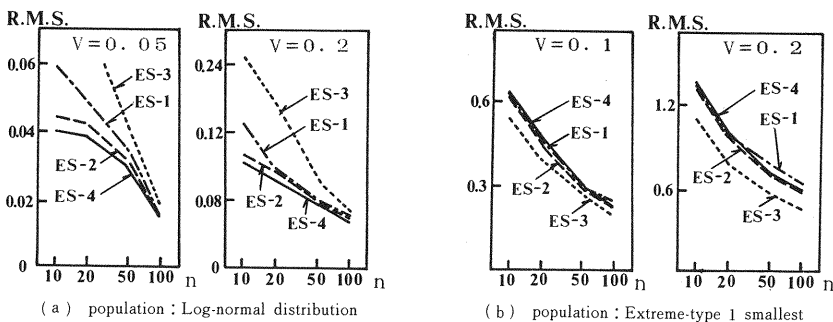 R.M.S.
V=0.05
0.06
0.04
0.02
0
ES-3
ES-1
ES-2
ES-4
10 20 50 100
R.M.S.
V=0.2
0.24
0.12
0.08
0
ES-3
ES-1
ES-2
ES-4
10 20 50 100 n
(a) population : Log-normal distribution
R.M.S.
V=0.1
0.6
0.3
ES-4
ES-1
ES-2
ES-3
10 20 50 100
V=0.2
1.2
0.6
ES-4
ES-1
ES-2
ES-3
10 20 50 100 n
(b) population : Extreme-type 1 smallest